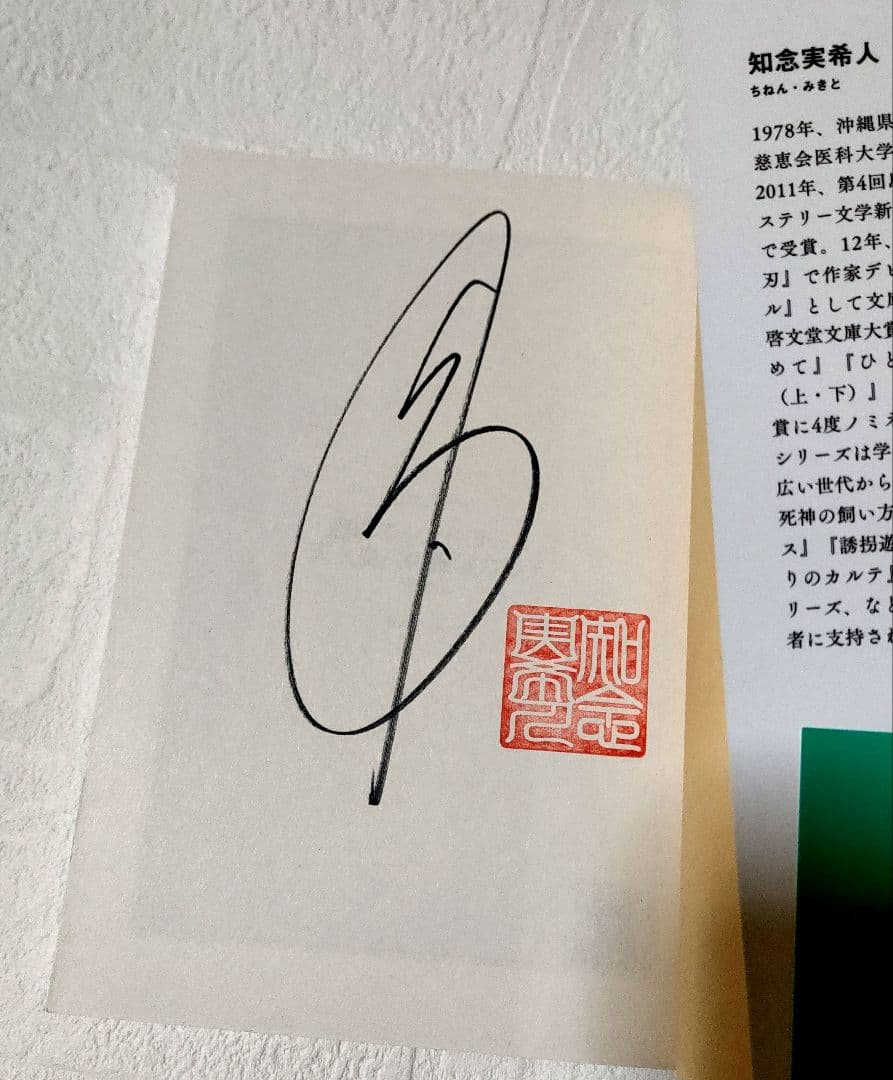 知念実希人
ちねん・みきと
1978年、沖縄県
慈恵会医科大学
2011年、第4回
ステリー文学新
で受賞。12年、
刃』で作家デビ
ル』として文庫
啓文堂文庫大賞
めて』『ひと
（上・下）』
賞に4度ノミネ
シリーズは学
広い世代から
死神の飼い方
ス』『誘拐遊
りのカルテ』
リーズ、など
者に支持され
知念
実希人